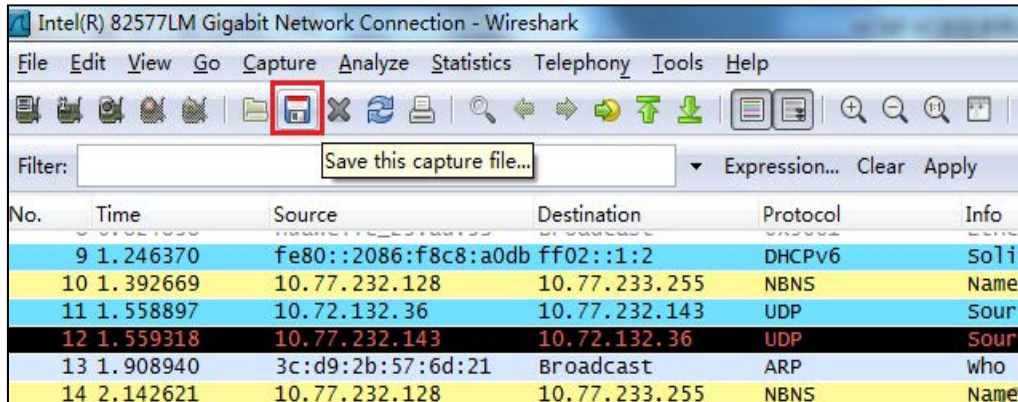 Intel(R) 82577LM Gigabit Network Connection - Wireshark
File Edit View Go Capture Analyze Statistics Telephony Tools Help
Filter: Save this capture file... Expression... Clear Apply
No. Time Source Destination Protocol Info
9 1.246370 fe80::2086:f8c8:a0db ff02::1:2 DHCPv6 Soli
10 1.392669 10.77.232.128 10.77.233.255 NBNS Name
11 1.558897 10.72.132.36 10.77.232.143 UDP Sour
12 1.559318 10.77.232.143 10.72.132.36 UDP Sour
13 1.908940 3c:d9:2b:57:6d:21 Broadcast ARP Who
14 2.142621 10.77.232.128 10.77.233.255 NBNS Name